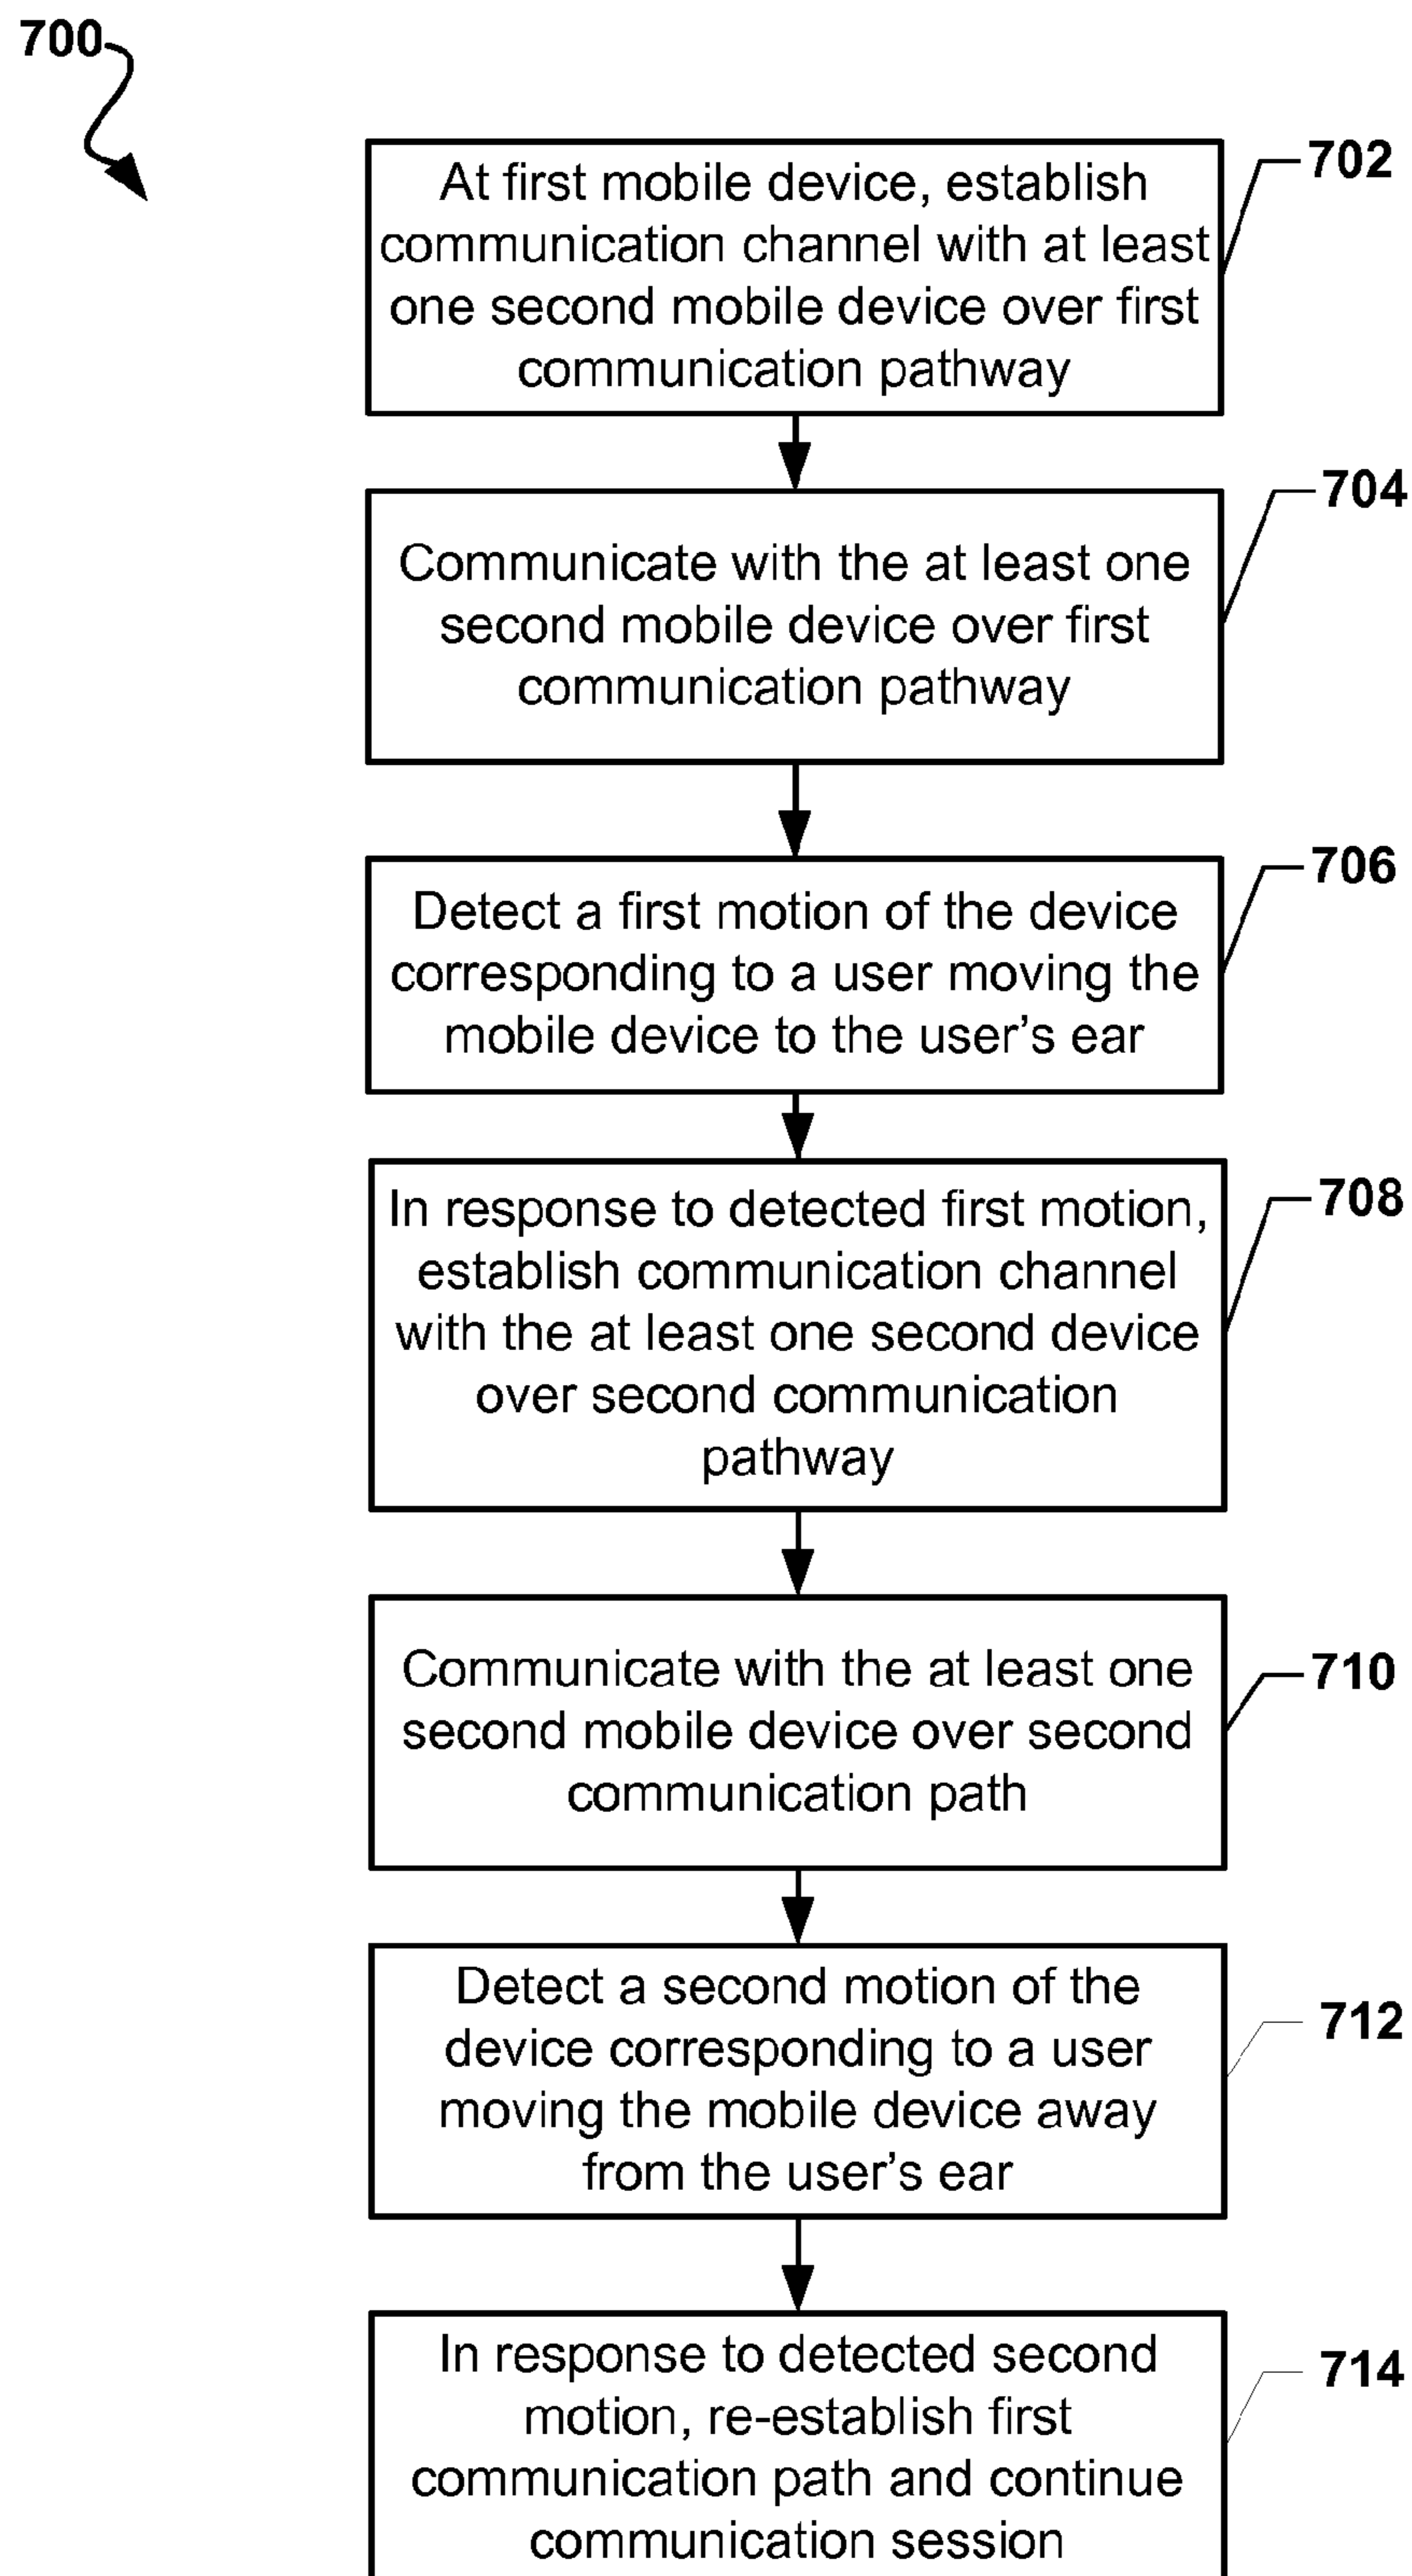 700
At first mobile device, establish
communication channel with at least
one second mobile device over first
communication pathway
702
Communicate with the at least one
second mobile device over first
communication pathway
704
Detect a first motion of the device
corresponding to a user moving the
mobile device to the user’s ear
706
In response to detected first motion,
establish communication channel
with the at least one second device
over second communication
pathway
708
Communicate with the at least one
second mobile device over second
communication path
710
Detect a second motion of the
device corresponding to a user
moving the mobile device away
from the user’s ear
712
In response to detected second
motion, re-establish first
communication path and continue
communication session
714